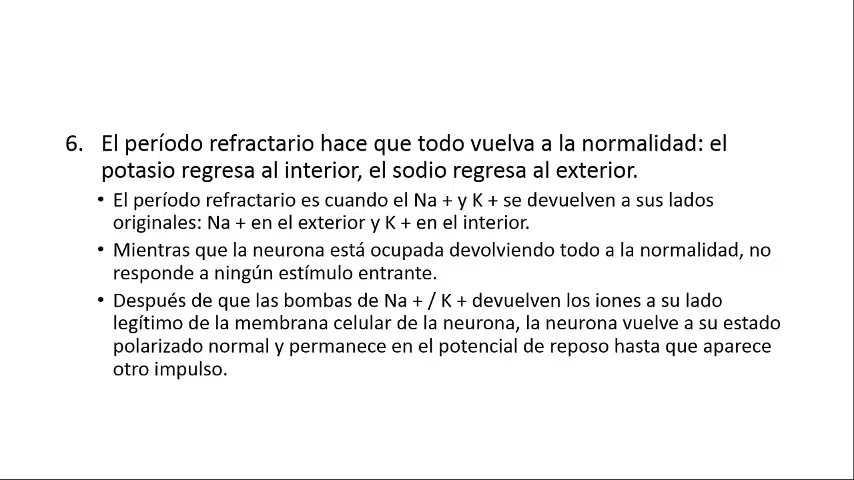 6. El período refractario hace que todo vuelva a la normalidad: el
potasio regresa al interior, el sodio regresa al exterior.
• El período refractario es cuando el Na + y K + se devuelven a sus lados
originales: Na + en el exterior y K + en el interior.
• Mientras que la neurona está ocupada devolviendo todo a la normalidad, no
responde a ningún estímulo entrante.
• Después de que las bombas de Na + / K + devuelven los iones a su lado
legítimo de la membrana celular de la neurona, la neurona vuelve a su estado
polarizado normal y permanece en el potencial de reposo hasta que aparece
otro impulso.